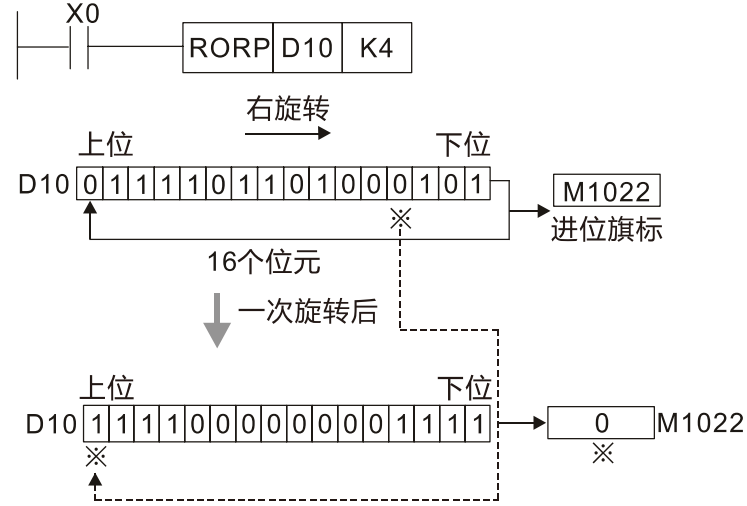 X0
RORP D10 K4
右旋转
上位 下位
D10 0 1 1 1 1 0 1 1 0 1 0 0 0 1 0 1 M1022
※ 进位旗标
16个位元
一次旋转后
上位 下位
D10 1 1 1 1 0 0 0 0 0 0 0 0 1 1 1 1 0 M1022
※ ※